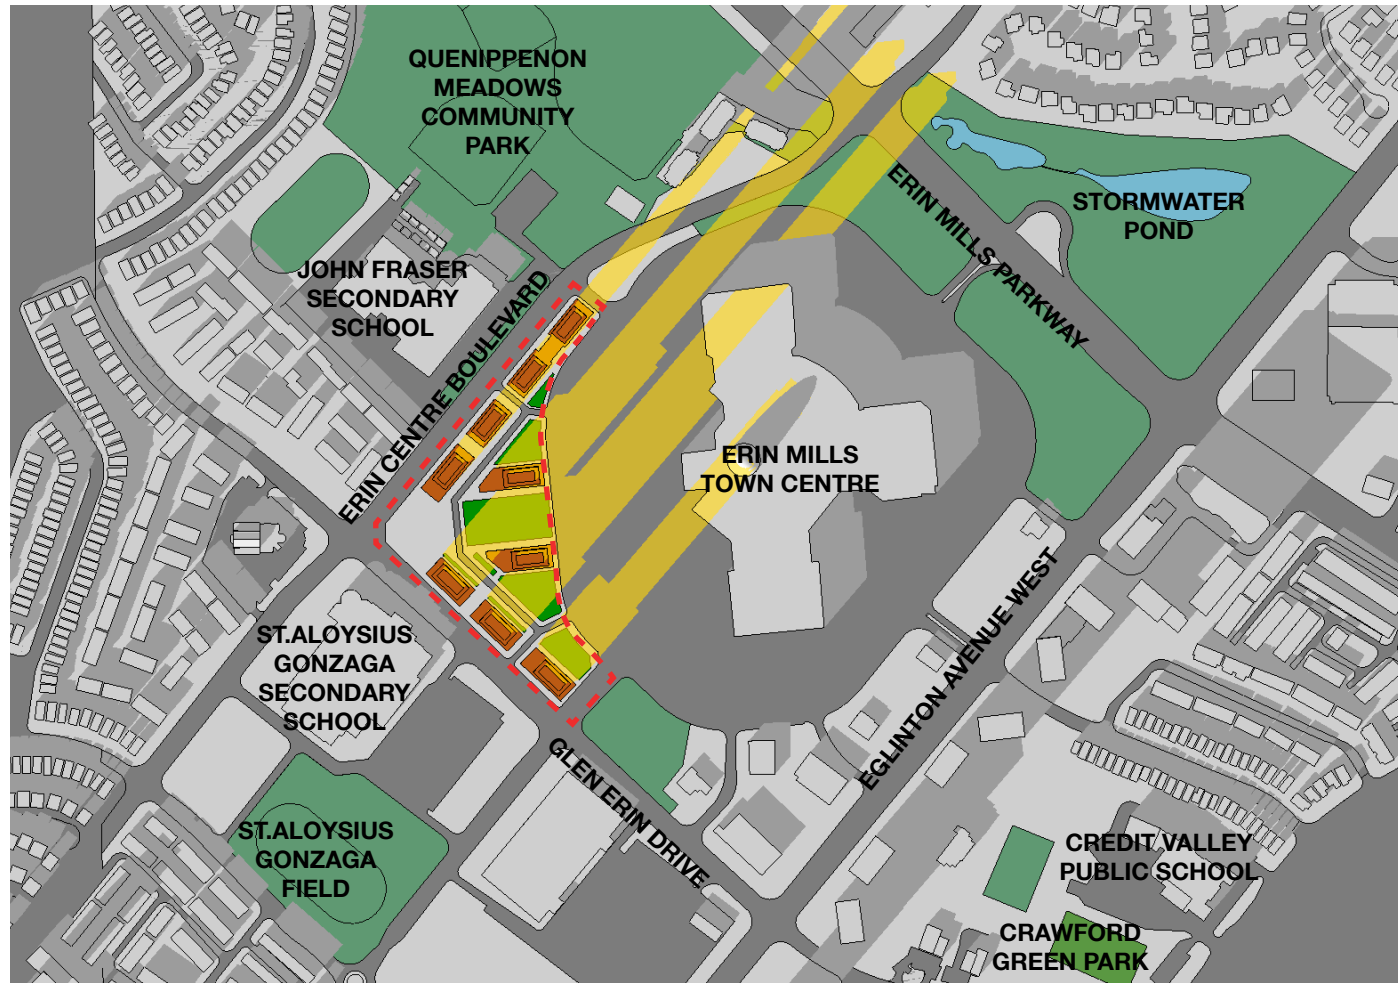 QUENIPPENON
MEADOWS
COMMUNITY
PARK
ERIN MILLS PARKWAY
STORMWATER
POND
JOHN FRASER
SECONDARY
SCHOOL
ERIN CENTRE BOULEVARD
ERIN MILLS
TOWN CENTRE
ST.ALOYSIUS
GONZAGA
SECONDARY
SCHOOL
EGLINTON AVENUE WEST
GLEN ERIN DRIVE
ST.ALOYSIUS
GONZAGA
FIELD
CREDIT VALLEY
PUBLIC SCHOOL
CRAWFORD
GREEN PARK